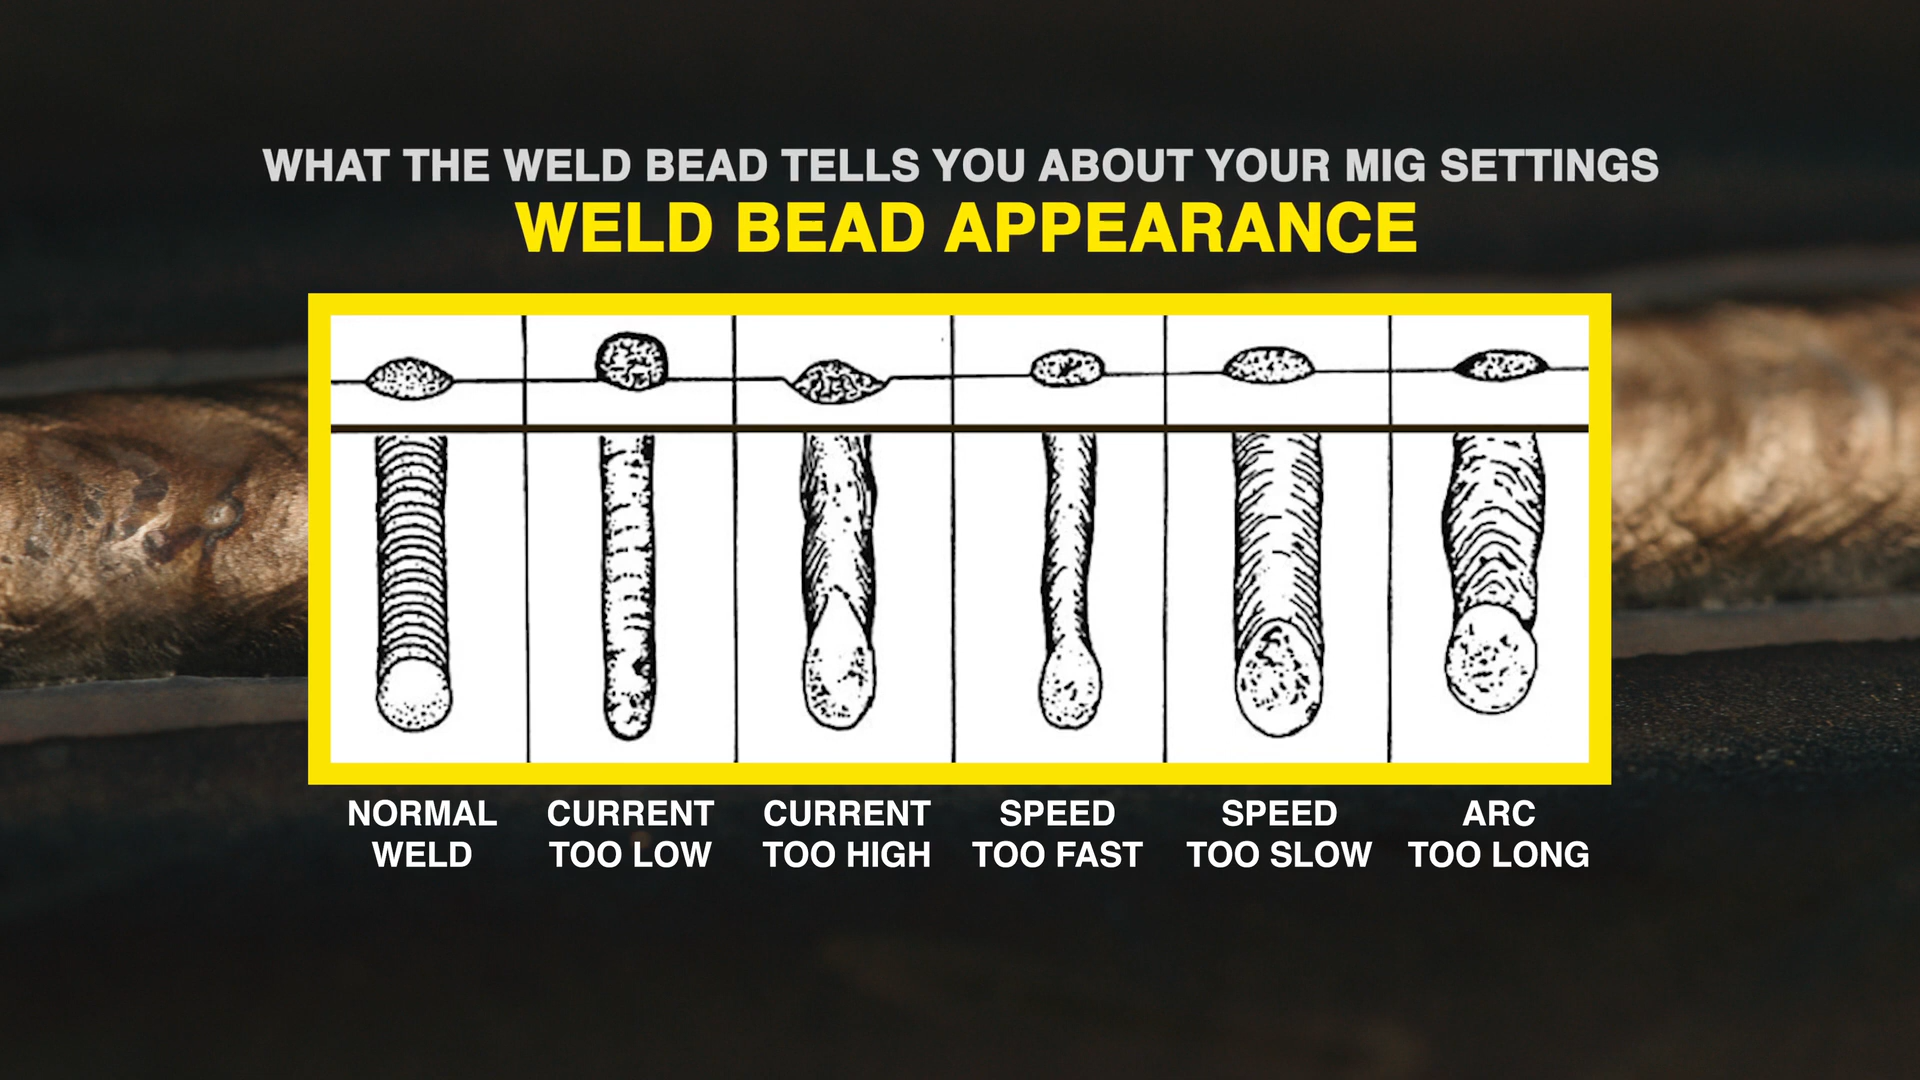 WHAT THE WELD BEAD TELLS YOU ABOUT YOUR MIG SETTINGS
WELD BEAD APPEARANCE
NORMAL
WELD
CURRENT
TOO LOW
CURRENT
TOO HIGH
SPEED
TOO FAST
SPEED
TOO SLOW
ARC
TOO LONG